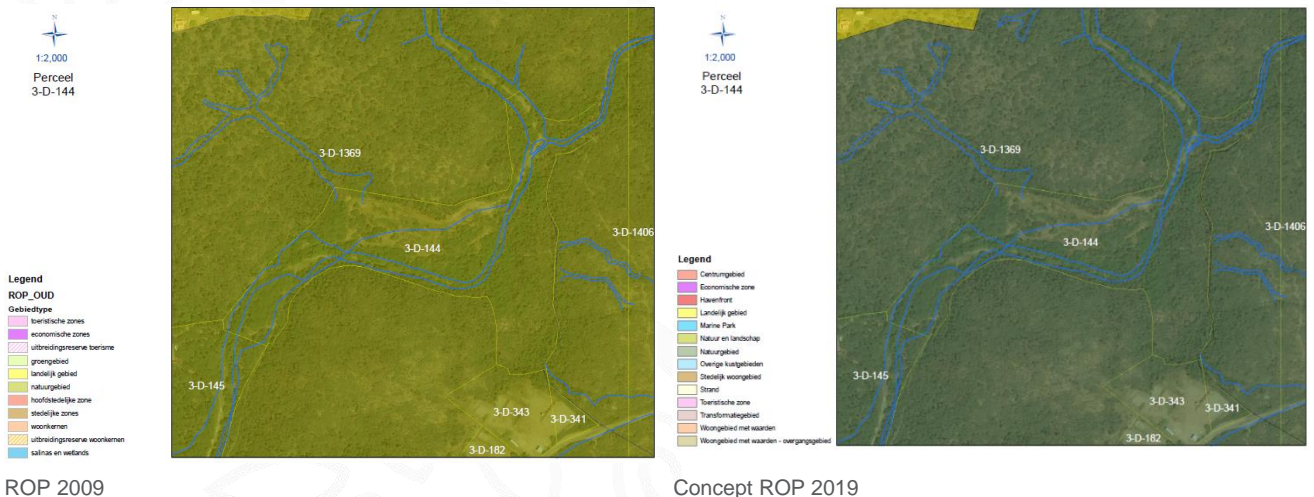 N
1:2,000
Perceel
3-D-144
3-D-1369
3-D-144
3-D-1406
3-D-145
3-D-343
3-D-341
3-D-182
Legend
ROP_OUD
Gebiedtype
toeristische zones
economische zones
uitbreidingsreserve toerisme
groengebied
landelijk gebied
natuurgebied
hoofdstedelijke zone
stedelijke zones
woonkernen
uitbreidingsreserve woonkernen
salinas en wetlands
ROP 2009
N
1:2,000
Perceel
3-D-144
3-D-1369
3-D-144
3-D-1406
3-D-145
3-D-343
3-D-341
3-D-182
Legend
Centrumgebied
Economische zone
Havenfront
Landelijk gebied
Marine Park
Natuur en landschap
Natuurgebied
Overige kustgebieden
Stedelijk woongebied
Strand
Toeristische zone
Transformatiegebied
Woongebied met waarden
Woongebied met waarden - overgangsgebied
Concept ROP 2019